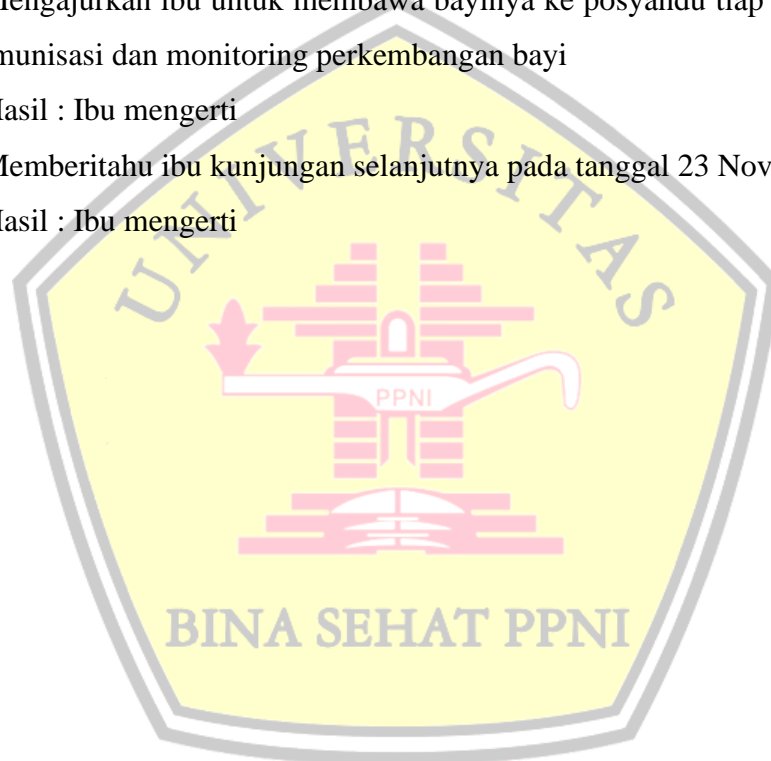 Mengajurkan ibu untuk membawa bayinya ke posyandu tiap
munisasi dan monitoring perkembangan bayi
Hasil : Ibu mengerti
Memberitahu ibu kunjungan selanjutnya pada tanggal 23 Nov
Hasil : Ibu mengerti
UNIVERSITAS
PPNI
BINA SEHAT PPNI